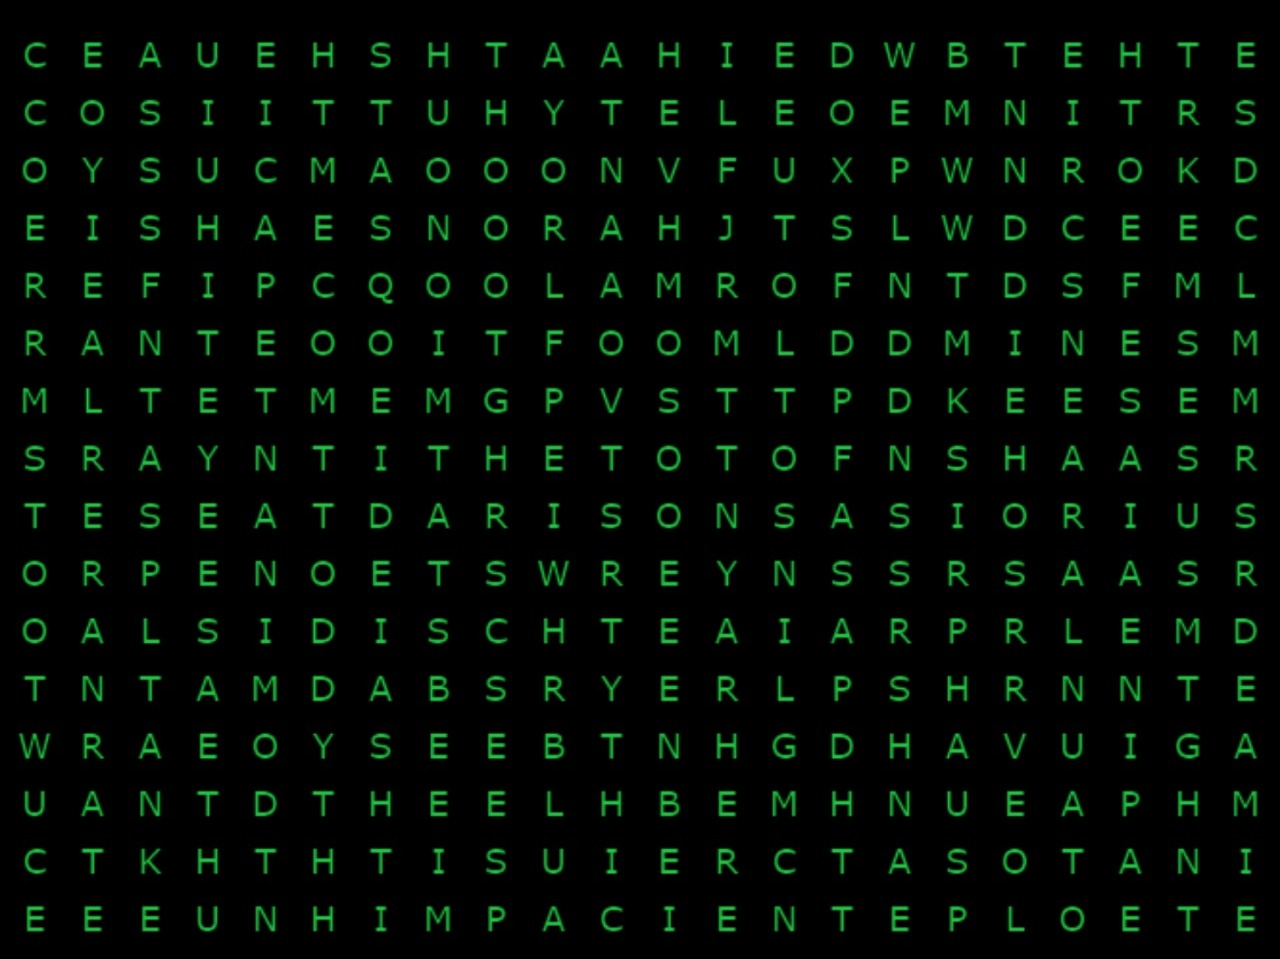 C E A U E H S H T A A H I E D W B T E H T E
C O S I I T T U H Y T E L E O E M N I T R S
O Y S U C M A O O O N V F U X P W N R O K D
E I S H A E S N O R A H J T S L W D C E E C
R E F I P C Q O O L A M R O F N T D S F M L
R A N T E O O I T F O O M L D D M I N E S M
M L T E T M E M G P V S T T P D K E E S E M
S R A Y N T I T H E T O T O F N S H A A S R
T E S E A T D A R I S O N S A S I O R I U S
O R P E N O E T S W R E Y N S S R S A A S R
O A L S I D I S C H T E A I A R P R L E M D
T N T A M D A B S R Y E R L P S H R N N T E
W R A E O Y S E E B T N H G D H A V U I G A
U A N T D T H E E L H B E M H N U E A P H M
C T K H T H T I S U I E R C T A S O T A N I
E E E U N H I M P A C I E N T E P L O E T E